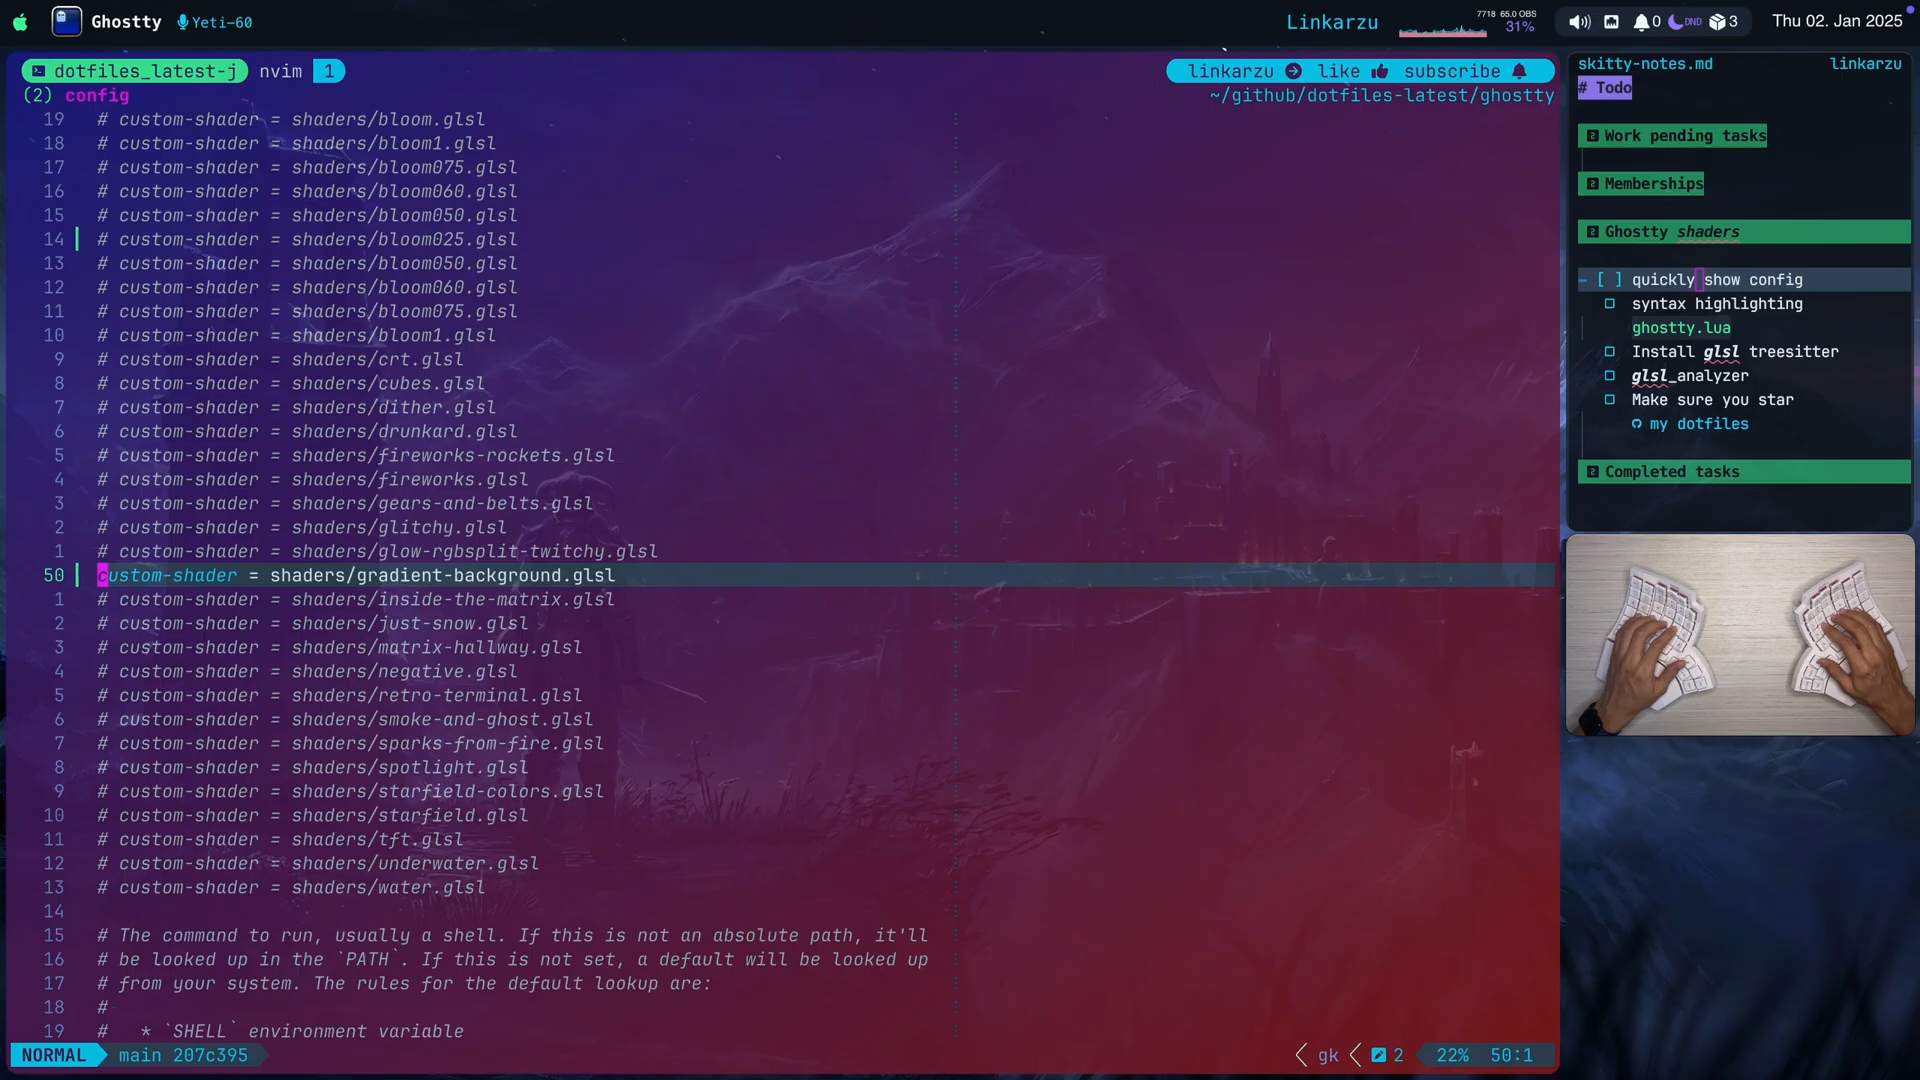 Ghostty Yeti-60 Linkarzu 7718 65.0 OBS 31% 0 DND 3 Thu 02. Jan 2025
dotfiles_latest-j nvim 1 linkarzu like subscribe
(2) config ~/github/dotfiles-latest/ghostty
19 # custom-shader = shaders/bloom.glsl
18 # custom-shader = shaders/bloom1.glsl
17 # custom-shader = shaders/bloom075.glsl
16 # custom-shader = shaders/bloom060.glsl
15 # custom-shader = shaders/bloom050.glsl
14 # custom-shader = shaders/bloom025.glsl
13 # custom-shader = shaders/bloom050.glsl
12 # custom-shader = shaders/bloom060.glsl
11 # custom-shader = shaders/bloom075.glsl
10 # custom-shader = shaders/bloom1.glsl
9 # custom-shader = shaders/crt.glsl
8 # custom-shader = shaders/cubes.glsl
7 # custom-shader = shaders/dither.glsl
6 # custom-shader = shaders/drunkard.glsl
5 # custom-shader = shaders/fireworks-rockets.glsl
4 # custom-shader = shaders/fireworks.glsl
3 # custom-shader = shaders/gears-and-belts.glsl
2 # custom-shader = shaders/glitchy.glsl
1 # custom-shader = shaders/glow-rgbsplit-twitchy.glsl
50 custom-shader = shaders/gradient-background.glsl
1 # custom-shader = shaders/inside-the-matrix.glsl
2 # custom-shader = shaders/just-snow.glsl
3 # custom-shader = shaders/matrix-hallway.glsl
4 # custom-shader = shaders/negative.glsl
5 # custom-shader = shaders/retro-terminal.glsl
6 # custom-shader = shaders/smoke-and-ghost.glsl
7 # custom-shader = shaders/sparks-from-fire.glsl
8 # custom-shader = shaders/spotlight.glsl
9 # custom-shader = shaders/starfield-colors.glsl
10 # custom-shader = shaders/starfield.glsl
11 # custom-shader = shaders/tft.glsl
12 # custom-shader = shaders/underwater.glsl
13 # custom-shader = shaders/water.glsl
14
15 # The command to run, usually a shell. If this is not an absolute path, it'll
16 # be looked up in the `PATH`. If this is not set, a default will be looked up
17 # from your system. The rules for the default lookup are:
18 #
19 #   * `SHELL` environment variable
NORMAL main 207c395 gk 2 22% 50:1
skitty-notes.md linkarzu
# Todo
2 Work pending tasks
2 Memberships
2 Ghostty shaders
- [ ] quickly show config
syntax highlighting
ghostty.lua
Install glsl treesitter
glsl_analyzer
Make sure you star
my dotfiles
2 Completed tasks